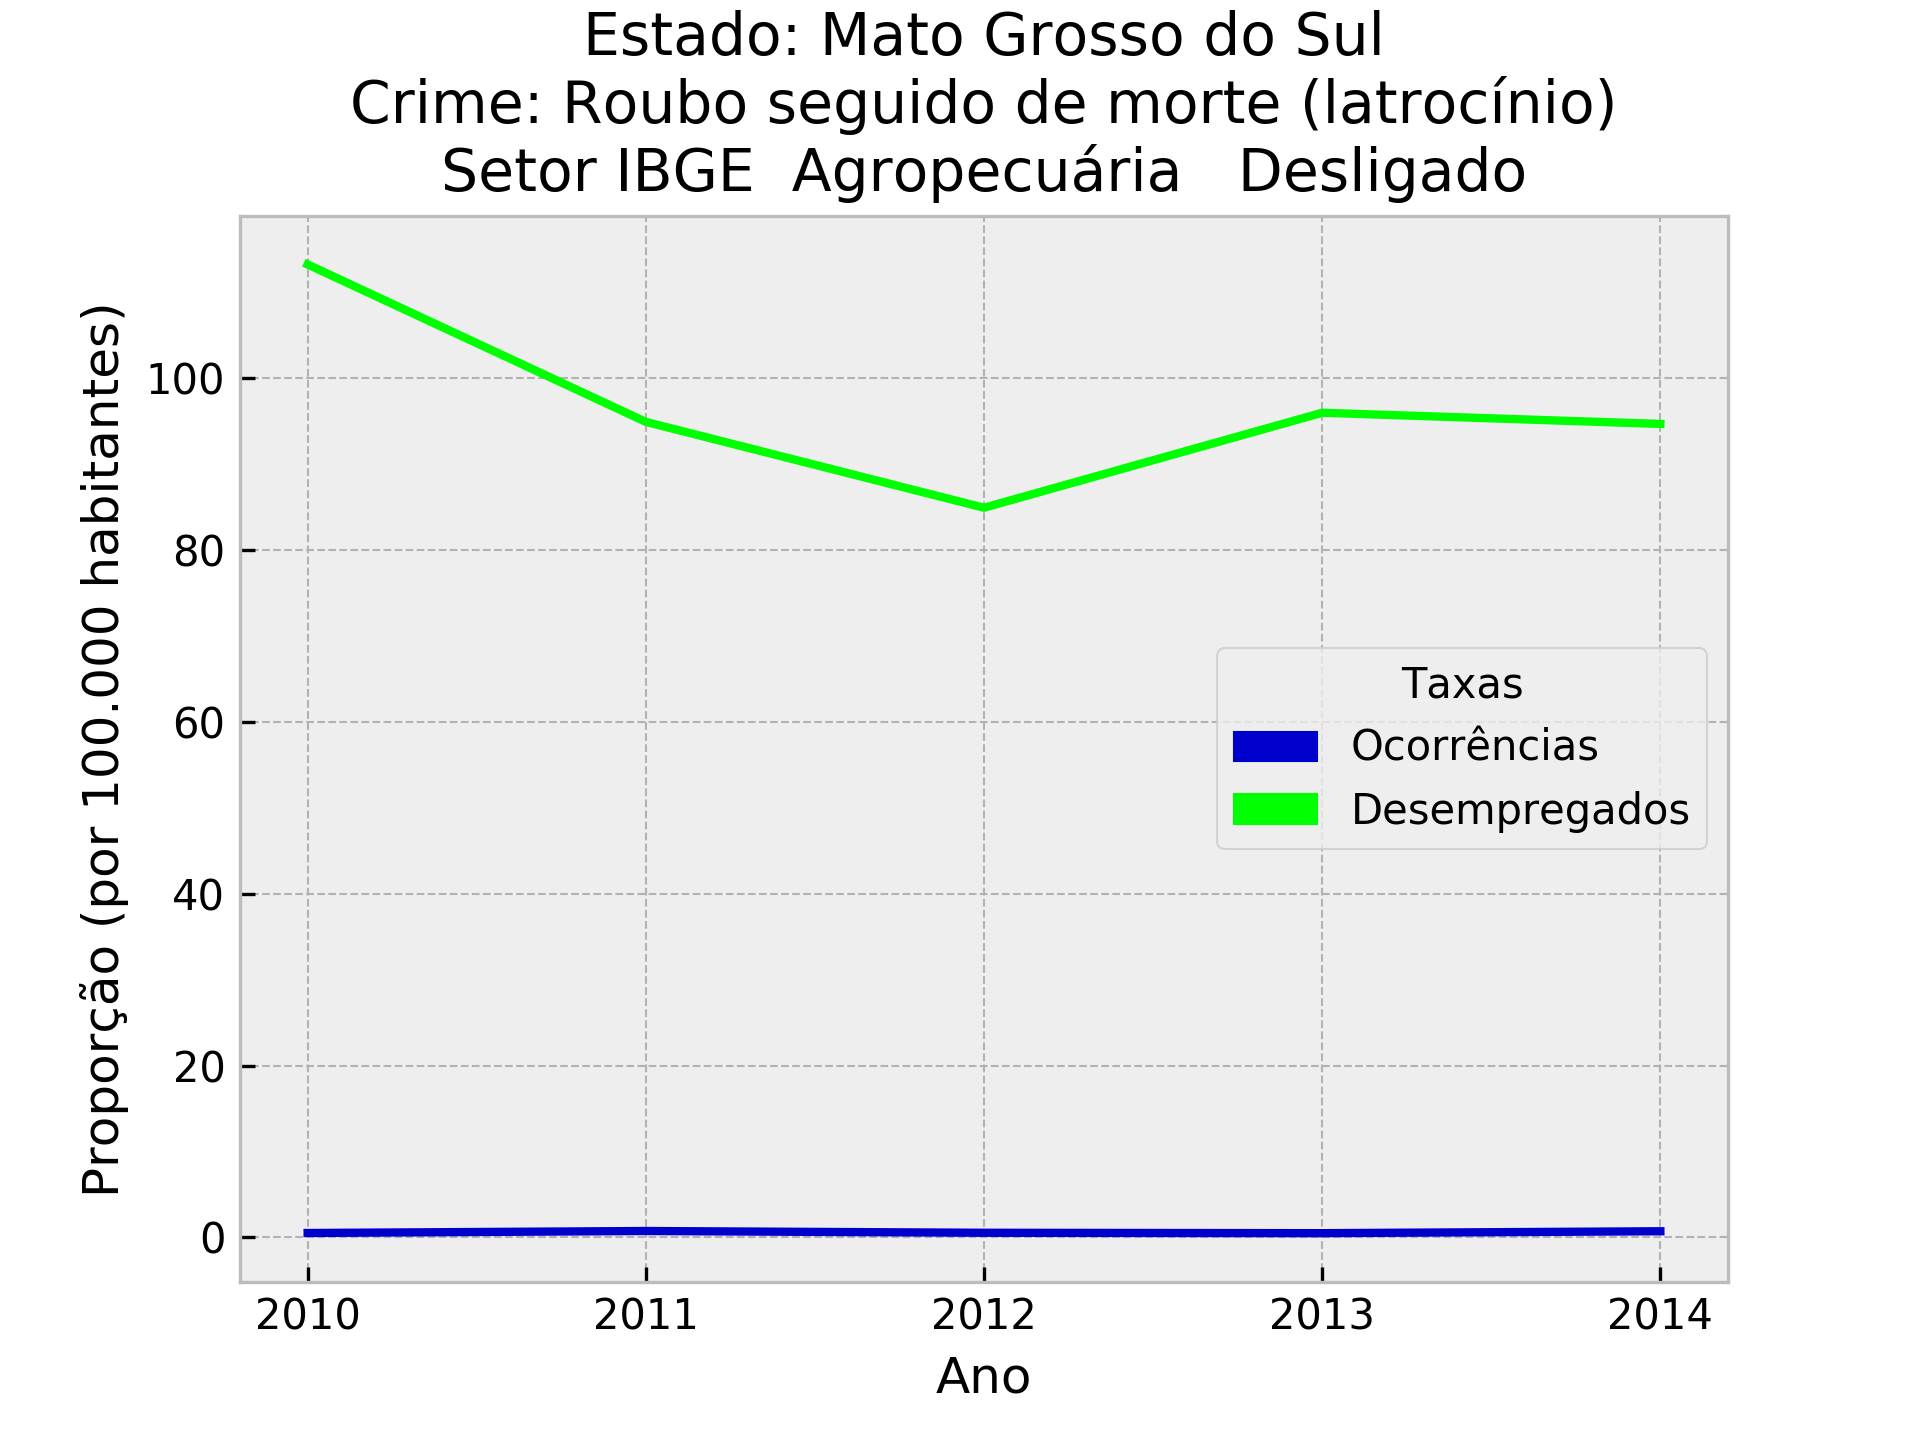 Estado: Mato Grosso do Sul
Crime: Roubo seguido de morte (latrocínio)
Setor IBGE  Agropecuária   Desligado
Proporção (por 100.000 habitantes)
100
80
60
40
20
0
Taxas
Ocorrências
Desempregados
2010 2011 2012 2013 2014
Ano